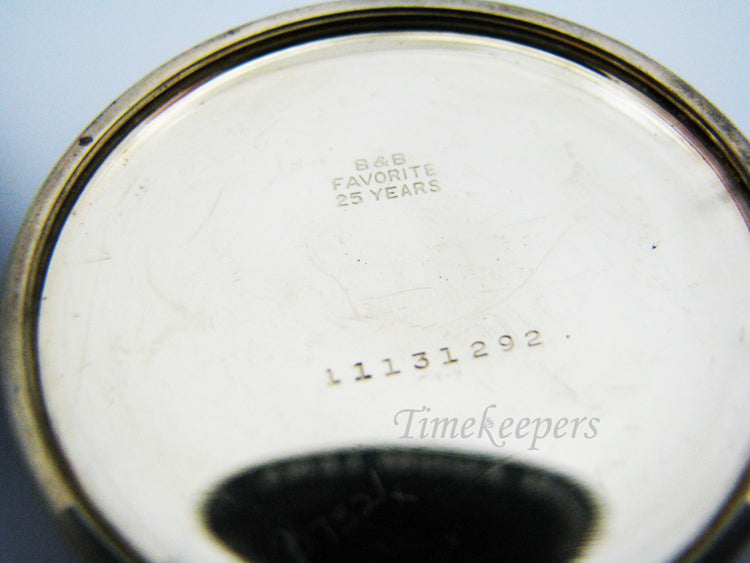 B & B
FAVORITE
25 YEARS
11131292.
Timekeepers